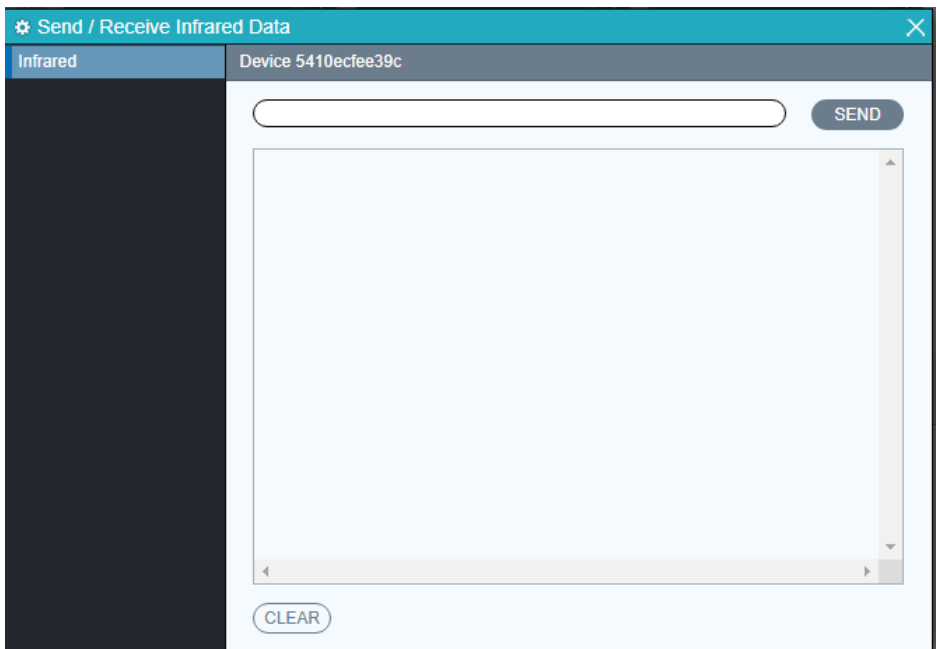 Send / Receive Infrared Data
Infrared
Device 5410ecfee39c
SEND
CLEAR